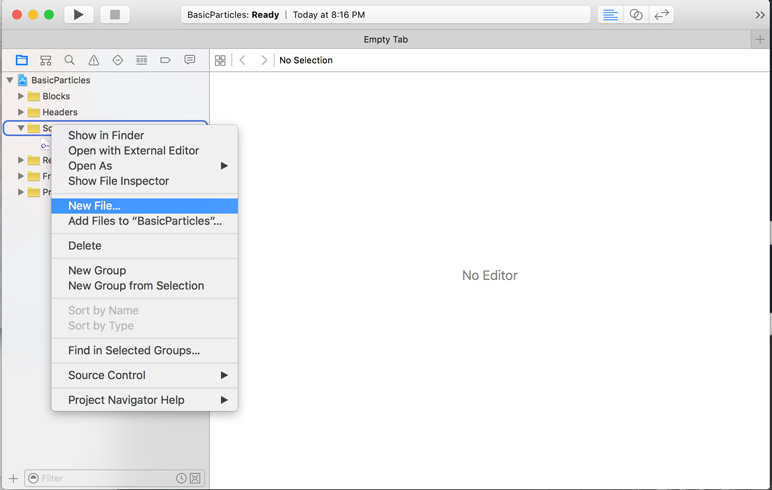 BasicParticles: Ready | Today at 8:16 PM
Empty Tab
No Selection
BasicParticles
Blocks
Headers
So
Re
Fr
Pr
Show in Finder
Open with External Editor
Open As
Show File Inspector
New File...
Add Files to “BasicParticles”...
Delete
New Group
New Group from Selection
Sort by Name
Sort by Type
Find in Selected Groups...
Source Control
Project Navigator Help
No Editor
Filter